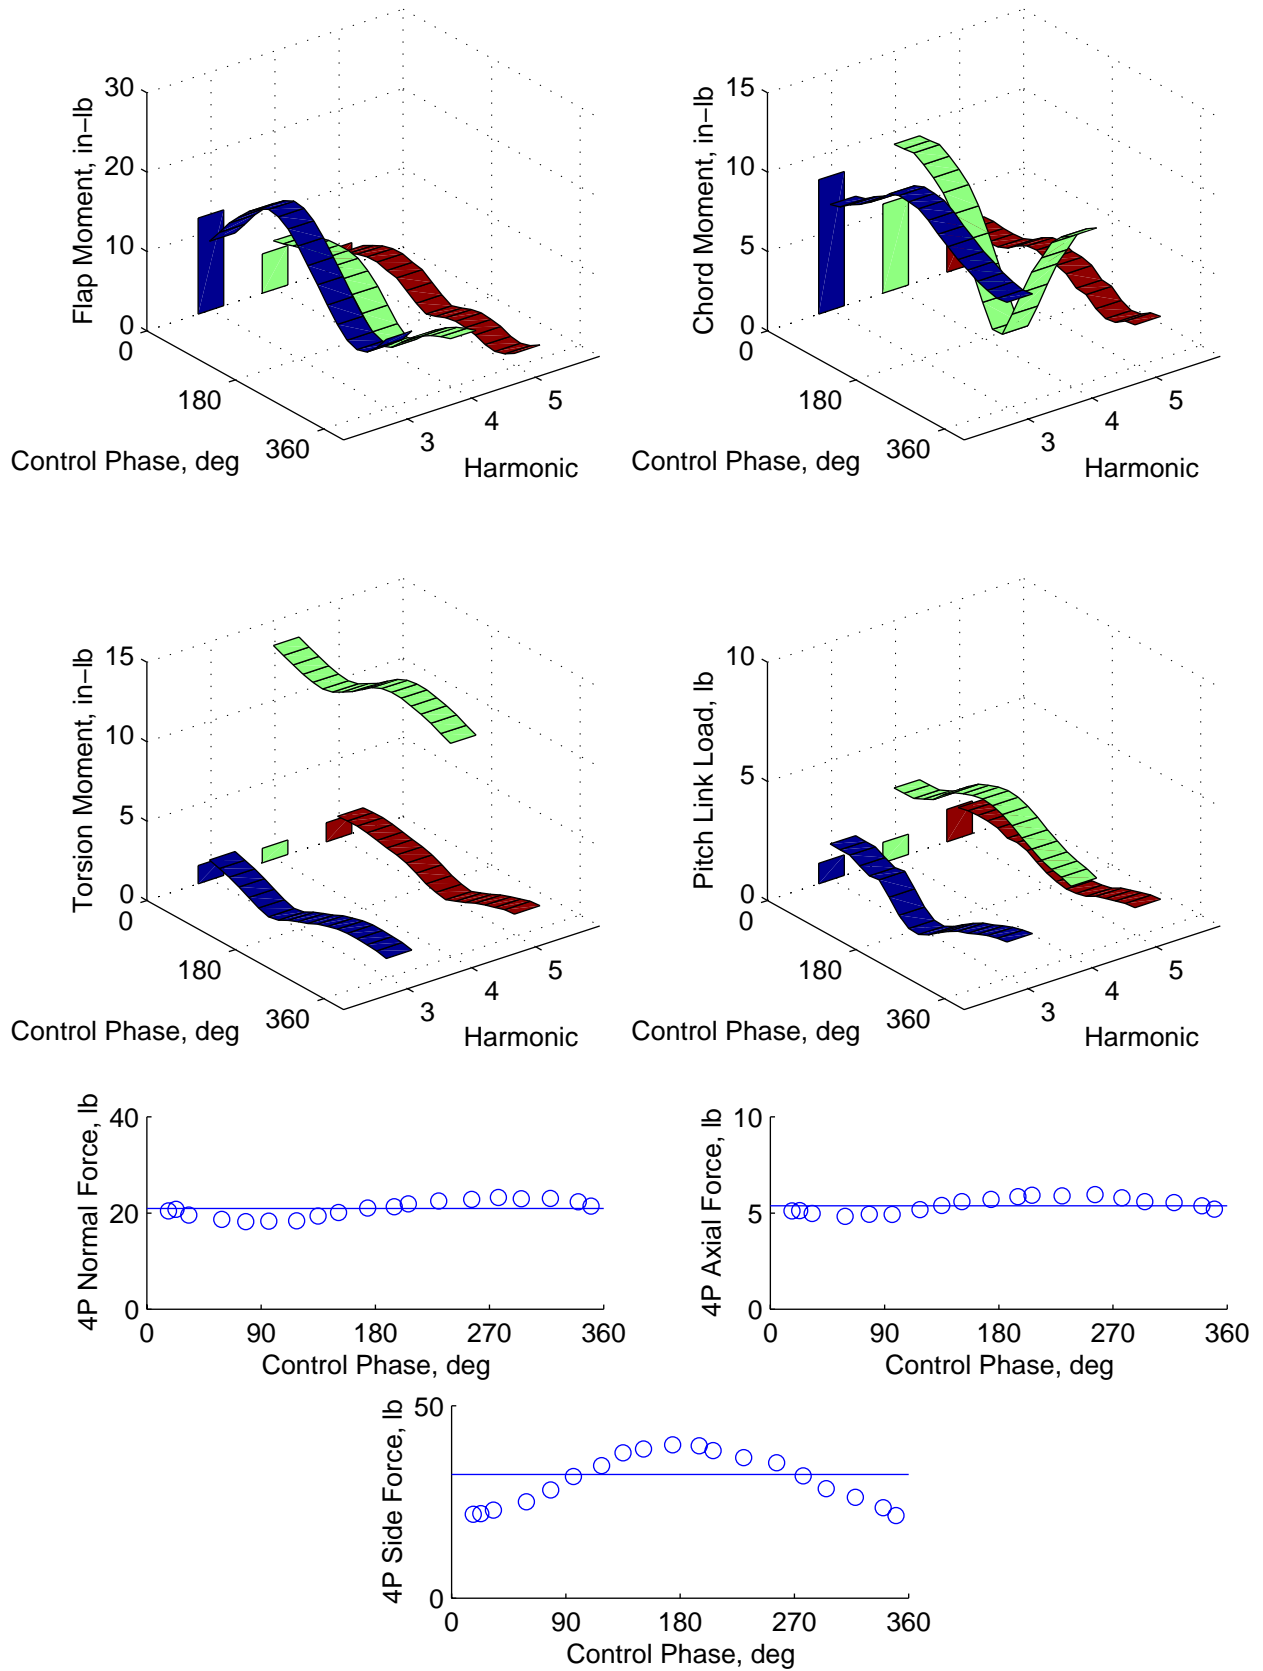 30
20
10
0
Flap Moment, in−lb
0
180
360
Control Phase, deg
3
4
5
Harmonic
15
10
5
0
Chord Moment, in−lb
0
180
360
Control Phase, deg
3
4
5
Harmonic
15
10
5
0
Torsion Moment, in−lb
0
180
360
Control Phase, deg
3
4
5
Harmonic
10
5
0
Pitch Link Load, lb
0
180
360
Control Phase, deg
3
4
5
Harmonic
40
20
0
4P Normal Force, lb
0 90 180 270 360
Control Phase, deg
10
5
0
4P Axial Force, lb
0 90 180 270 360
Control Phase, deg
50
0
4P Side Force, lb
0 90 180 270 360
Control Phase, deg